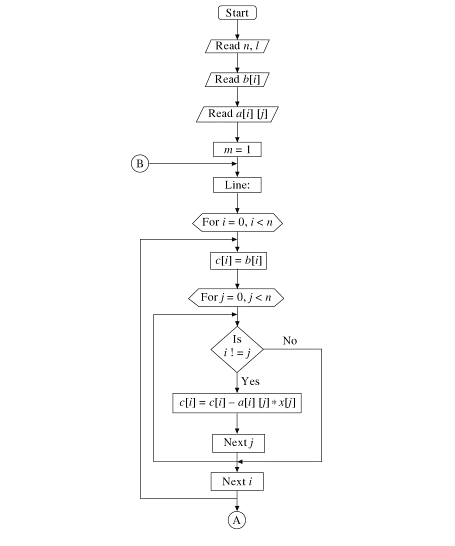 Start
Read n, l
Read b[i]
Read a[i] [j]
m = 1
B
Line:
For i = 0, i < n
c[i] = b[i]
For j = 0, j < n
Is
i ! = j
No
Yes
c[i] = c[i] – a[i] [j]∗x[j]
Next j
Next i
A